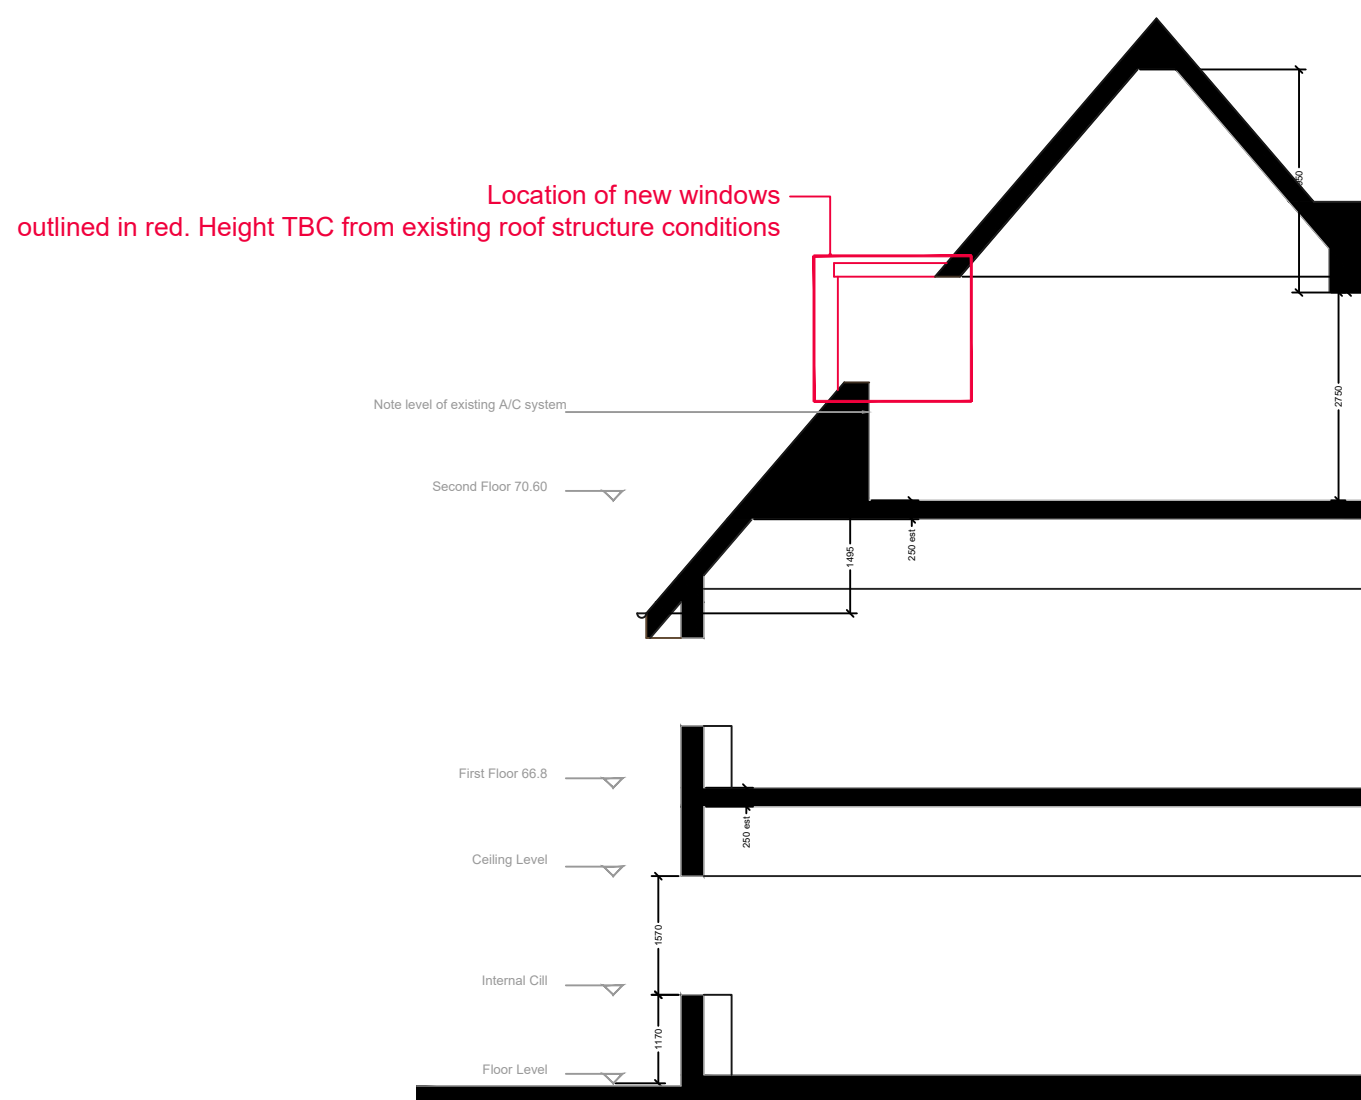 Location of new windows
outlined in red. Height TBC from existing roof structure conditions
2750
Note level of existing A/C system
Second Floor 70.60
250 est
1495
First Floor 66.8
250 est
Ceiling Level
1570
Internal Cill
1170
Floor Level